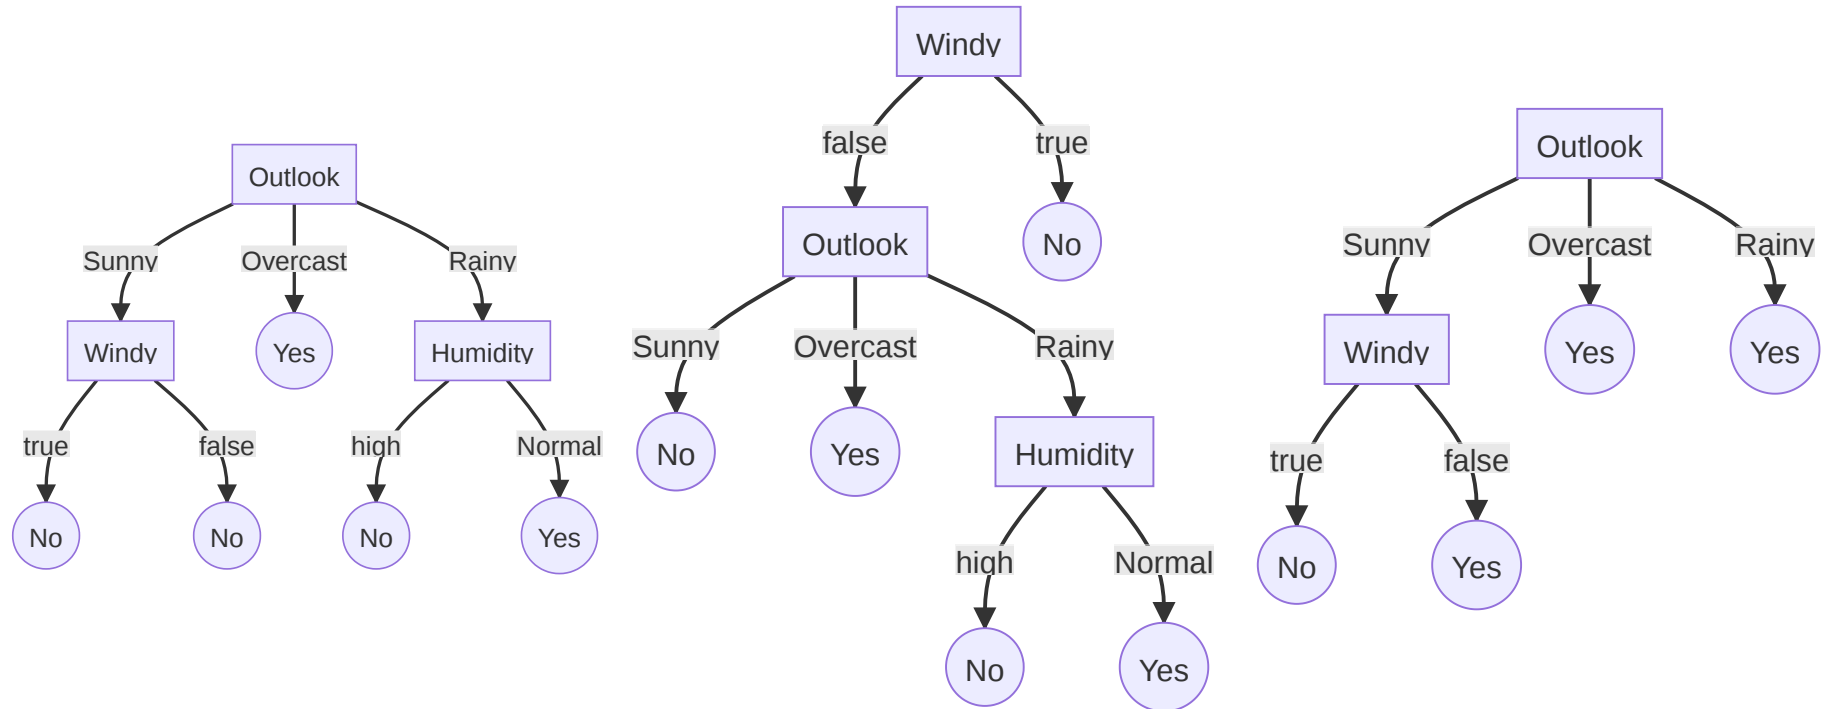 Outlook
Sunny
Overcast
Rainy
Windy
Yes
Humidity
true
false
high
Normal
No
No
No
Yes
Windy
false
true
Outlook
No
Sunny
Overcast
Rainy
No
Yes
Humidity
high
Normal
No
Yes
Outlook
Sunny
Overcast
Rainy
Windy
Yes
Yes
true
false
No
Yes